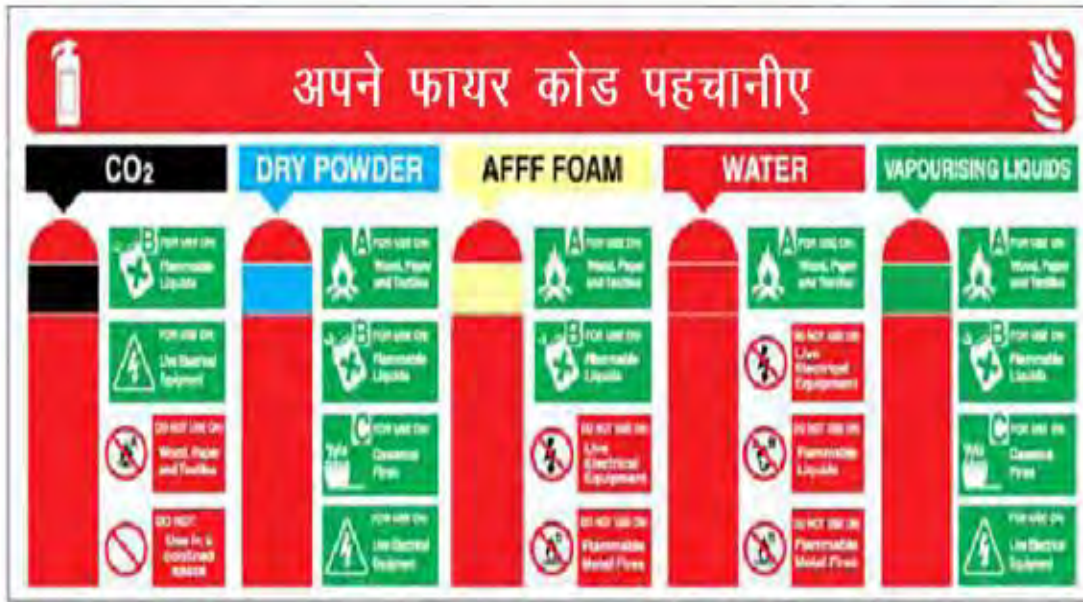 अपने फायर कोड पहचानीए
CO₂
B FOR USE ON:
Flammable
Liquids
FOR USE ON:
Live Electrical
Equipment
DO NOT USE ON:
Wood, Paper
and Textiles
DO NOT:
Use in a
confined
space
DRY POWDER
A FOR USE ON:
Wood, Paper
and Textiles
B FOR USE ON:
Flammable
Liquids
C FOR USE ON:
Gaseous
Fires
FOR USE ON:
Live Electrical
Equipment
AFFF FOAM
A FOR USE ON:
Wood, Paper
and Textiles
B FOR USE ON:
Flammable
Liquids
DO NOT USE ON:
Live
Electrical
Equipment
DO NOT USE ON:
Flammable
Metal Fires
WATER
A FOR USE ON:
Wood, Paper
and Textiles
DO NOT USE ON:
Live
Electrical
Equipment
DO NOT USE ON:
Flammable
Liquids
DO NOT USE ON:
Flammable
Metal Fires
VAPOURISING LIQUIDS
A FOR USE ON:
Wood, Paper
and Textiles
B FOR USE ON:
Flammable
Liquids
C FOR USE ON:
Gaseous
Fires
FOR USE ON:
Live Electrical
Equipment